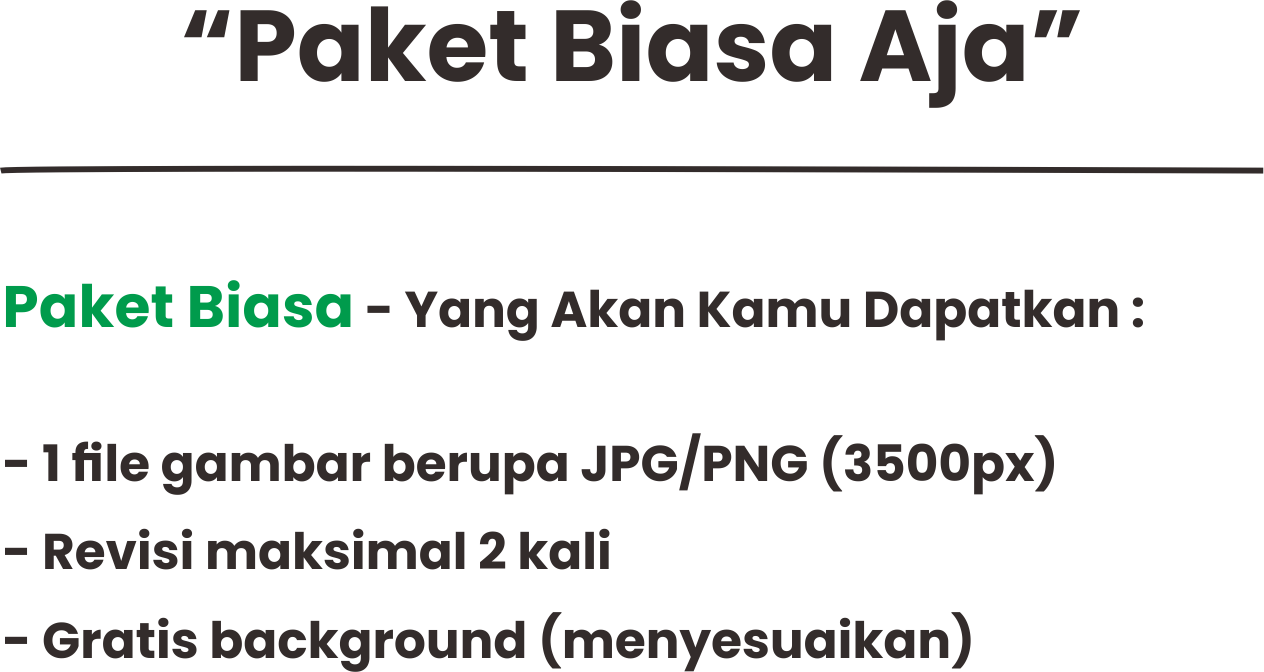 “Paket Biasa Aja”
Paket Biasa - Yang Akan Kamu Dapatkan :
- 1 file gambar berupa JPG/PNG (3500px)
- Revisi maksimal 2 kali
- Gratis background (menyesuaikan)